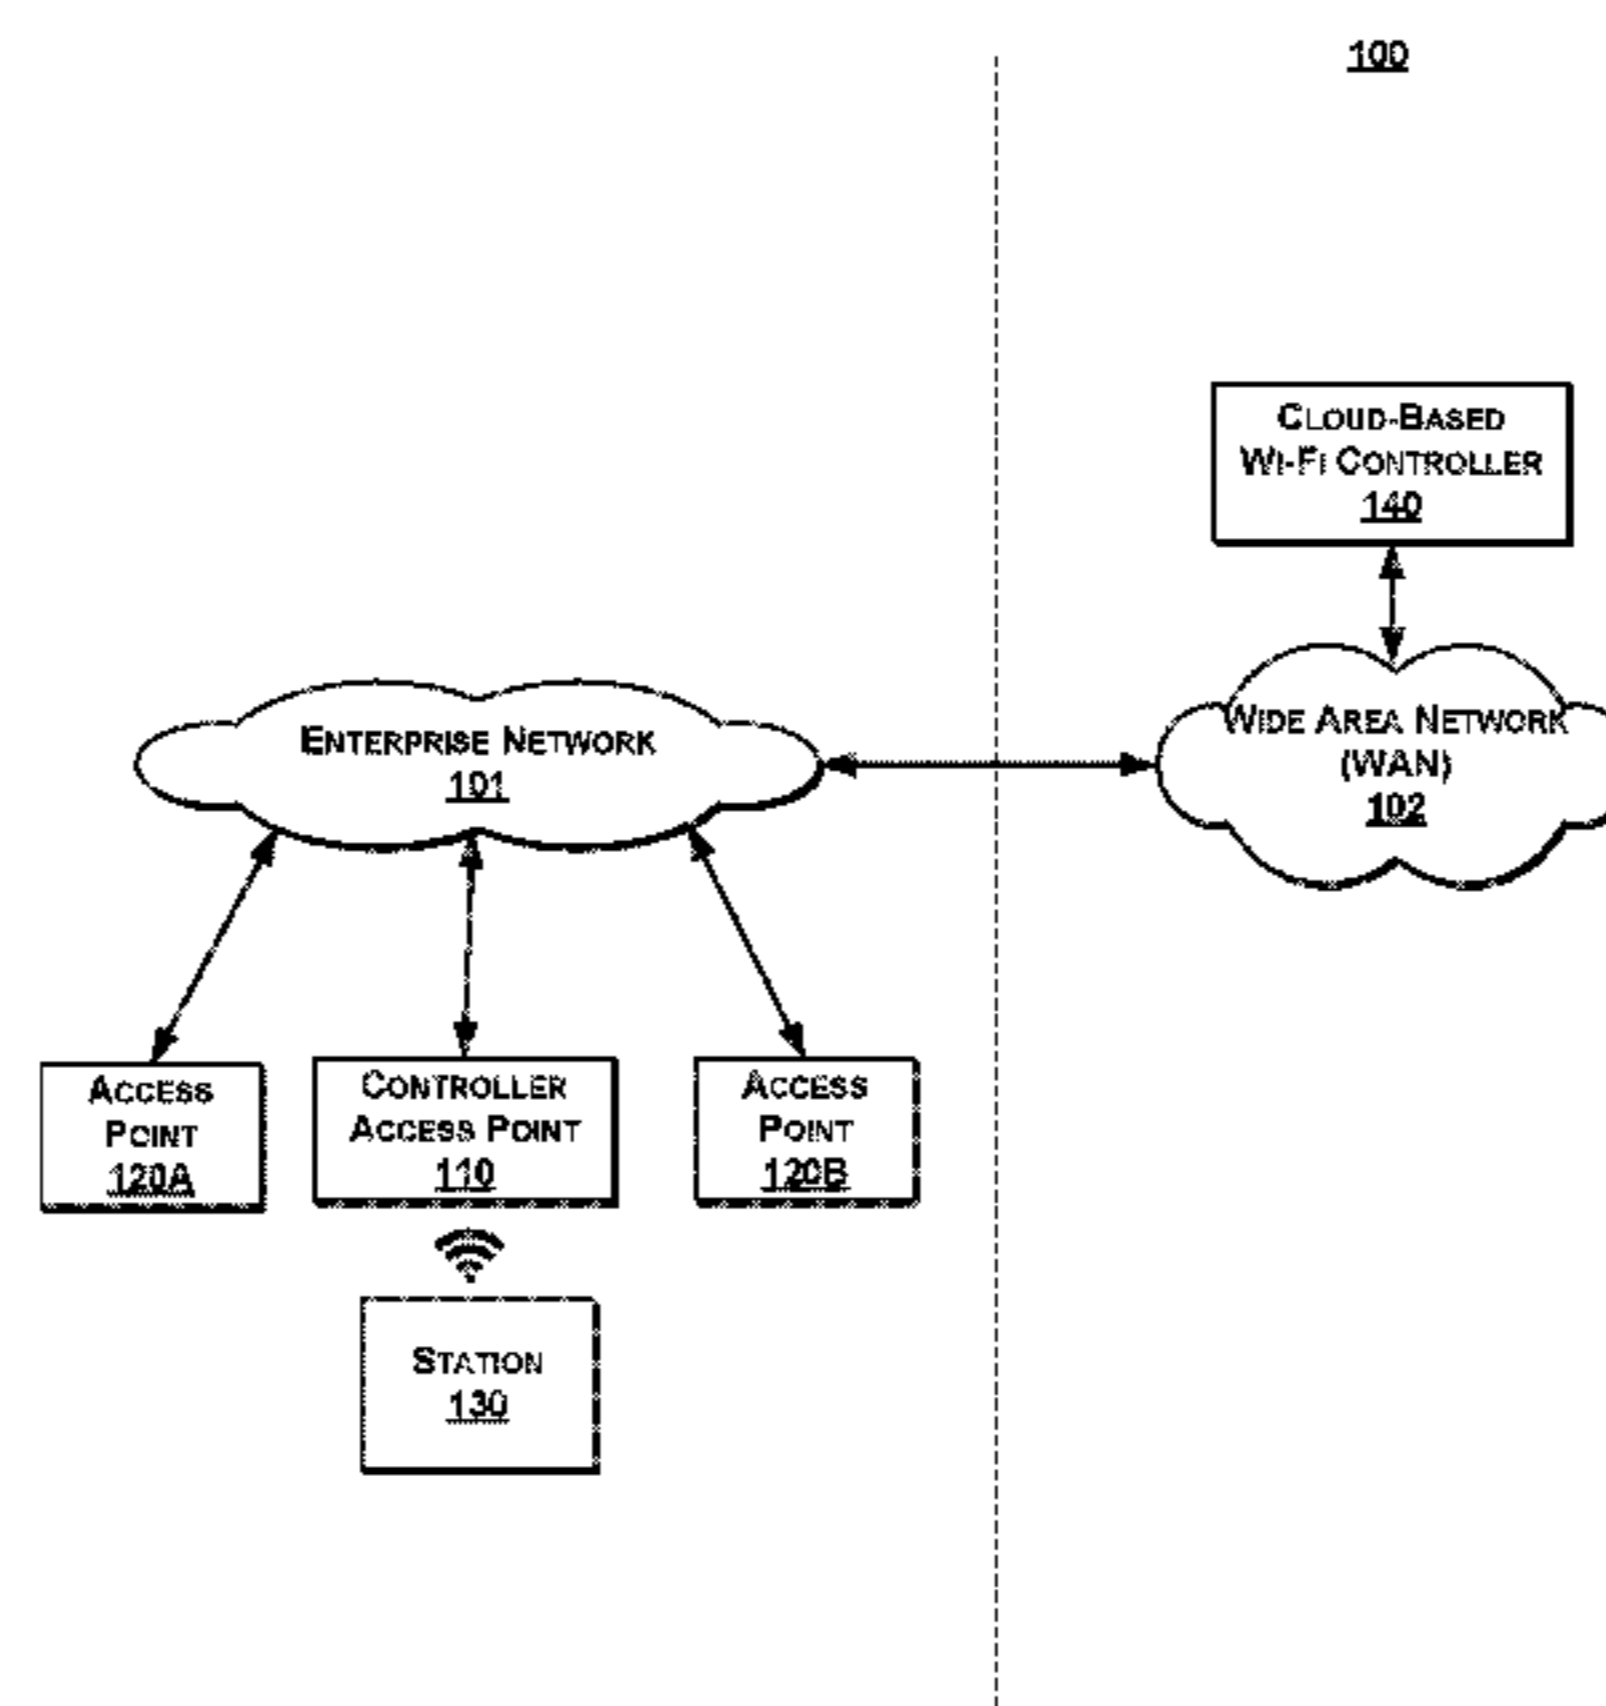 100
CLOUD-BASED
WI-FI CONTROLLER
140
ENTERPRISE NETWORK
101
WIDE AREA NETWORK
(WAN)
102
ACCESS
POINT
120A
CONTROLLER
ACCESS POINT
110
ACCESS
POINT
120B
STATION
130